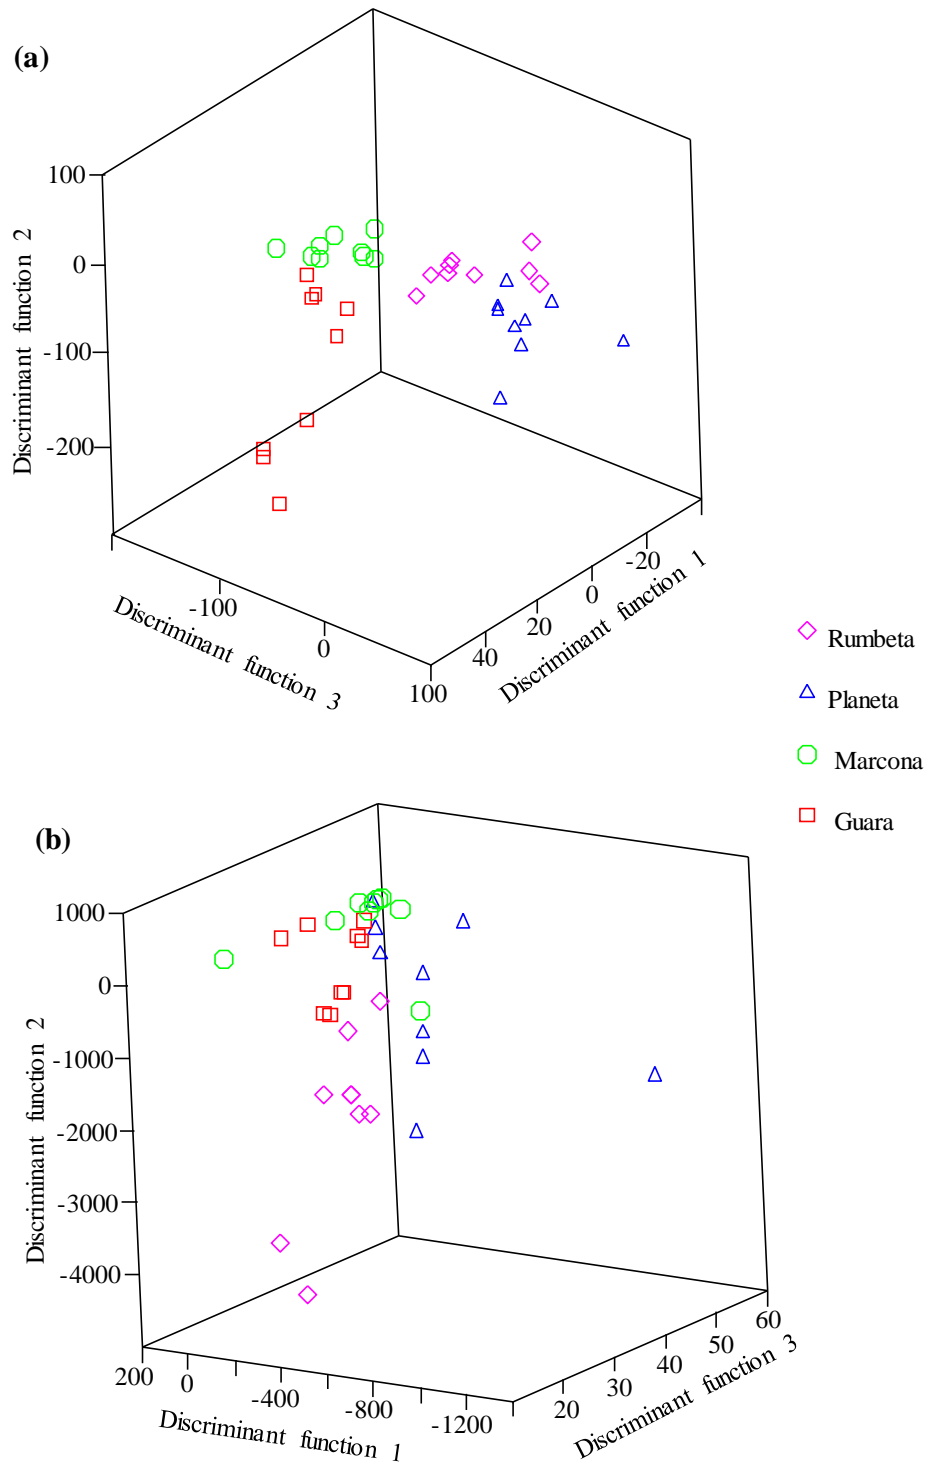 (a)
100
0
-100
-200
Discriminant function 2
-100
0
100
Discriminant function 3
40
20
0
-20
Discriminant function 1
Rumbeta
Planeta
Marcona
Guara
(b)
1000
0
-1000
-2000
-3000
-4000
Discriminant function 2
200
0
-400
-800
-1200
Discriminant function 1
20
30
40
50
60
Discriminant function 3